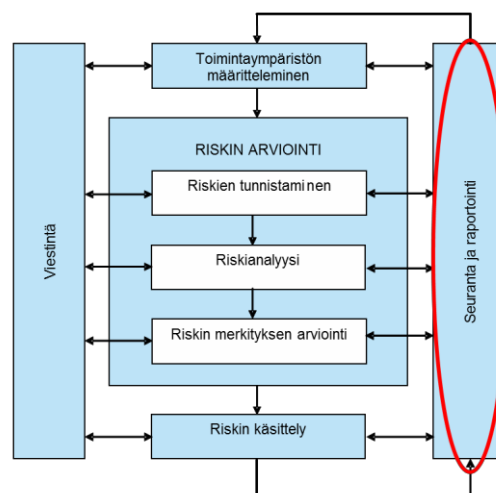 Toimintaympäristön
määritteleminen
RISKIN ARVIOINTI
Riskien tunnistaminen
Riskianalyysi
Riskin merkityksen arviointi
Riskin käsittely
Viestintä
Seuranta ja raportointi